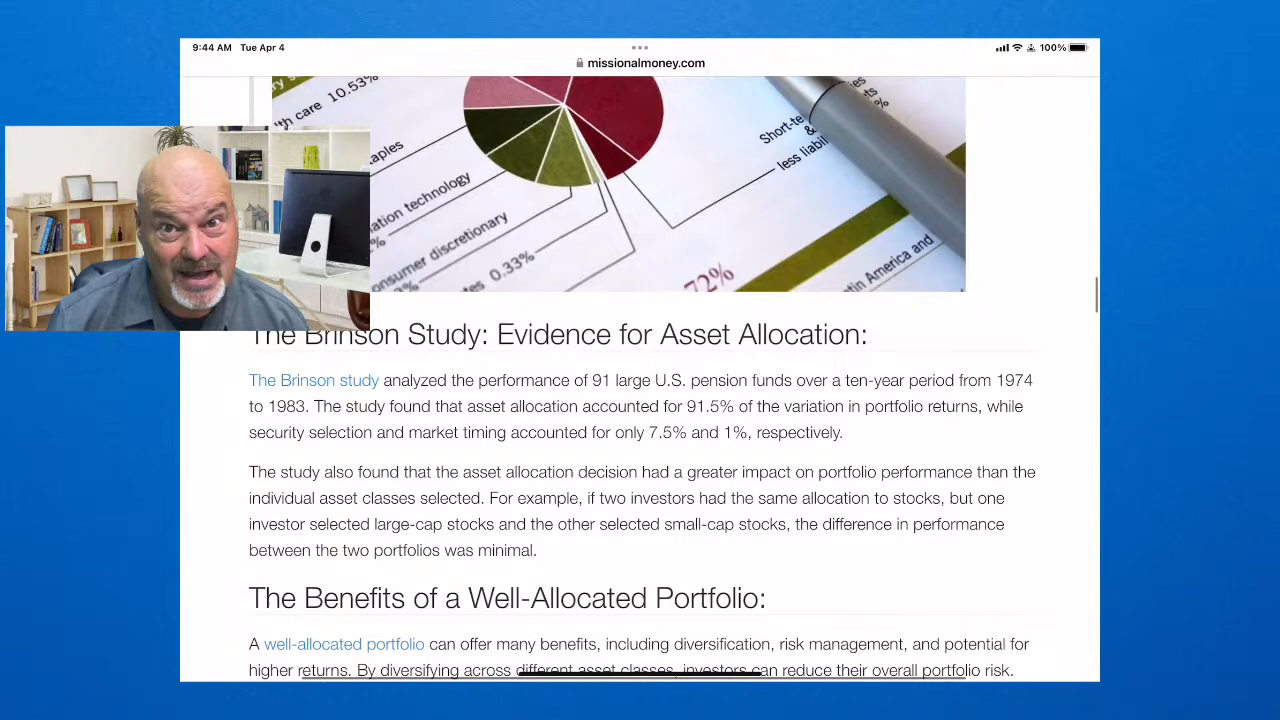 9:44 AM Tue Apr 4
100%
missionalmoney.com
care 10.53%
technology
discretionary
0.33%
72%
less
America and
The Brinson Study: Evidence for Asset Allocation:
The Brinson study analyzed the performance of 91 large U.S. pension funds over a ten-year period from 1974
to 1983. The study found that asset allocation accounted for 91.5% of the variation in portfolio returns, while
security selection and market timing accounted for only 7.5% and 1%, respectively.
The study also found that the asset allocation decision had a greater impact on portfolio performance than the
individual asset classes selected. For example, if two investors had the same allocation to stocks, but one
investor selected large-cap stocks and the other selected small-cap stocks, the difference in performance
between the two portfolios was minimal.
The Benefits of a Well-Allocated Portfolio:
A well-allocated portfolio can offer many benefits, including diversification, risk management, and potential for
higher returns. By diversifying across different asset classes, investors can reduce their overall portfolio risk.